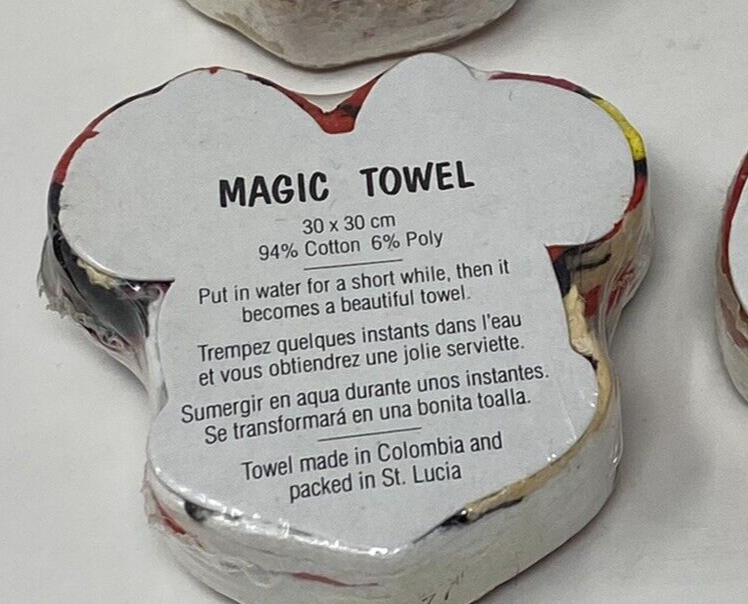 MAGIC TOWEL
30 x 30 cm
94% Cotton 6% Poly
Put in water for a short while, then it
becomes a beautiful towel.
Trempez quelques instants dans l'eau
et vous obtiendrez une jolie serviette.
Sumergir en aqua durante unos instantes.
Se transformará en una bonita toalla.
Towel made in Colombia and
packed in St. Lucia